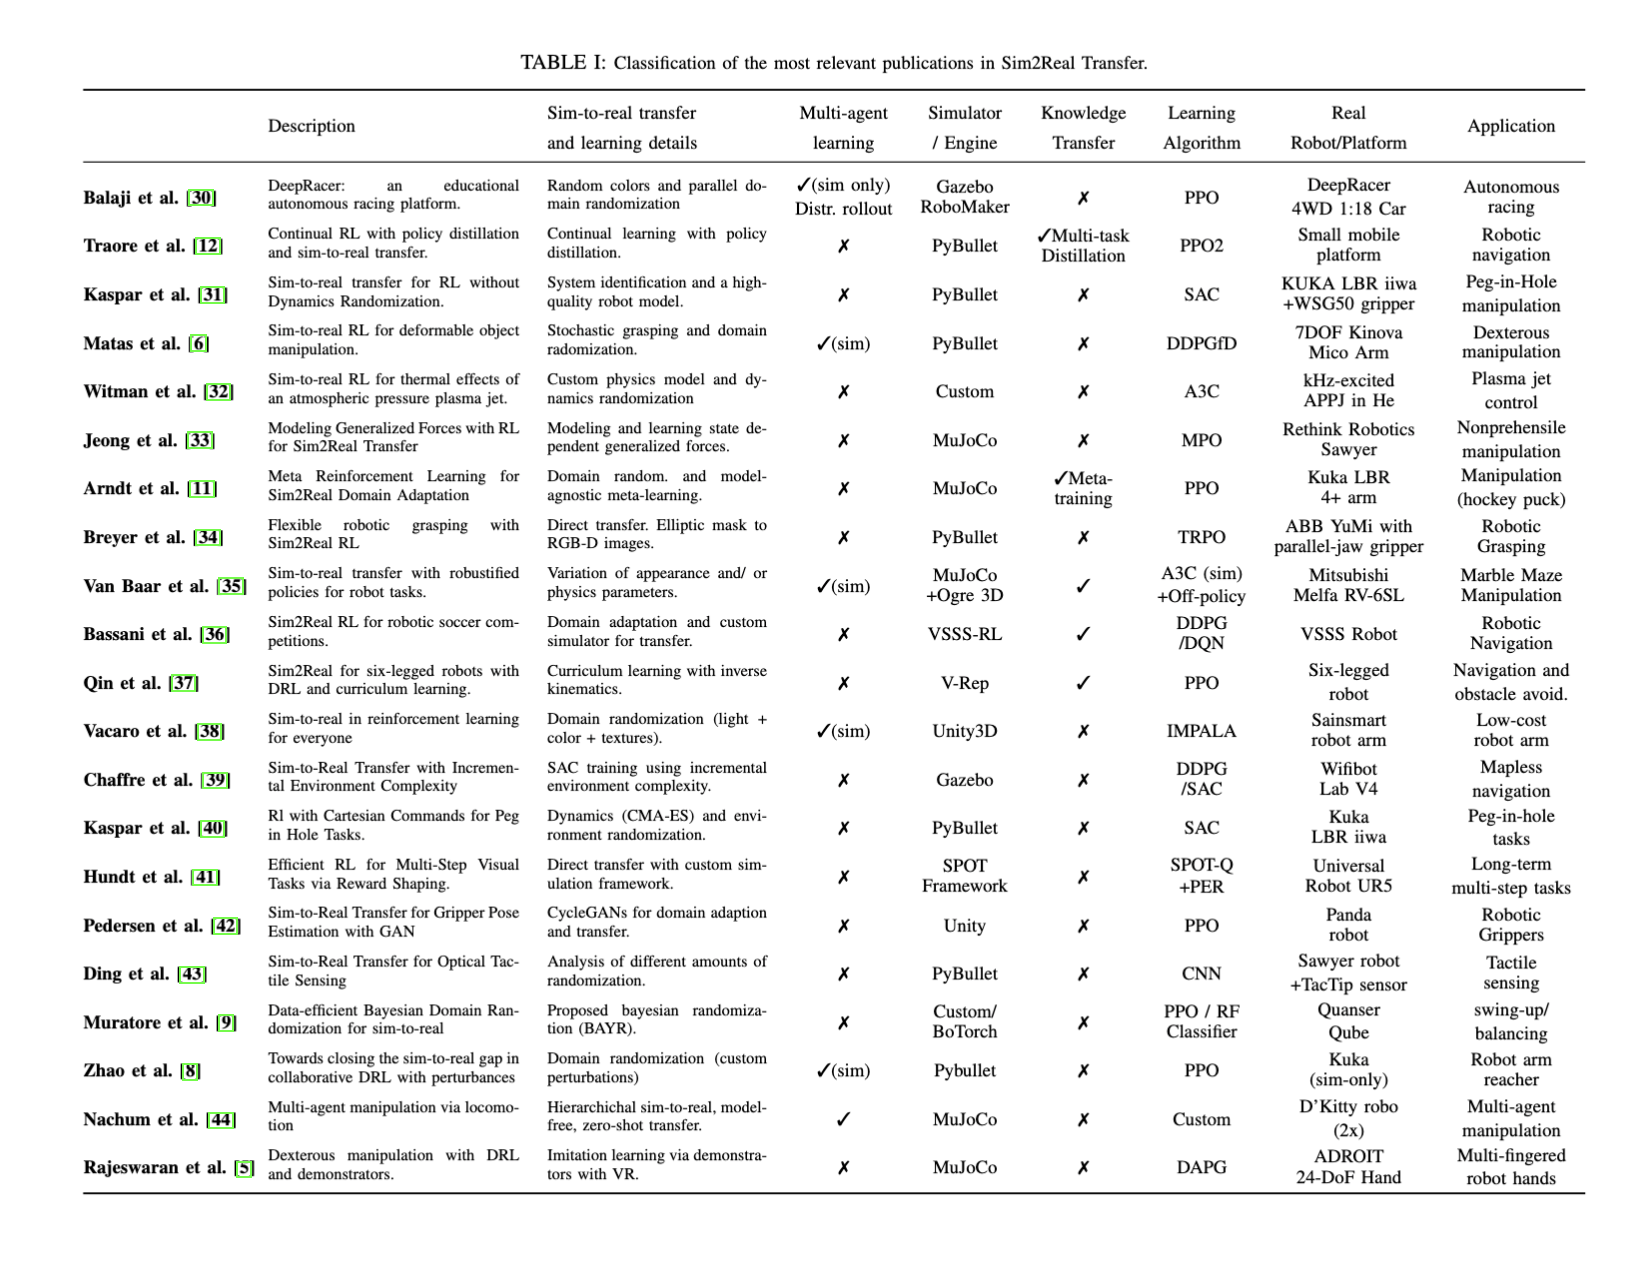 TABLE I: Classification of the most relevant publications in Sim2Real Transfer.
Description
Sim-to-real transfer
and learning details
Multi-agent
learning
Simulator
/ Engine
Knowledge
Transfer
Learning
Algorithm
Real
Robot/Platform
Application
Balaji et al. [30]
DeepRacer: an educational
autonomous racing platform.
Random colors and parallel do-
main randomization
✓(sim only)
Distr. rollout
Gazebo
RoboMaker
✗
PPO
DeepRacer
4WD 1:18 Car
Autonomous
racing
Traore et al. [12]
Continual RL with policy distillation
and sim-to-real transfer.
Continual learning with policy
distillation.
✗
PyBullet
✓Multi-task
Distillation
PPO2
Small mobile
platform
Robotic
navigation
Kaspar et al. [31]
Sim-to-real transfer for RL without
Dynamics Randomization.
System identification and a high-
quality robot model.
✗
PyBullet
✗
SAC
KUKA LBR iiwa
+WSG50 gripper
Peg-in-Hole
manipulation
Matas et al. [6]
Sim-to-real RL for deformable object
manipulation.
Stochastic grasping and domain
radomization.
✓(sim)
PyBullet
✗
DDPGfD
7DOF Kinova
Mico Arm
Dexterous
manipulation
Witman et al. [32]
Sim-to-real RL for thermal effects of
an atmospheric pressure plasma jet.
Custom physics model and dy-
namics randomization
✗
Custom
✗
A3C
kHz-excited
APPJ in He
Plasma jet
control
Jeong et al. [33]
Modeling Generalized Forces with RL
for Sim2Real Transfer
Modeling and learning state de-
pendent generalized forces.
✗
MuJoCo
✗
MPO
Rethink Robotics
Sawyer
Nonprehensile
manipulation
Arndt et al. [11]
Meta Reinforcement Learning for
Sim2Real Domain Adaptation
Domain random. and model-
agnostic meta-learning.
✗
MuJoCo
✓Meta-
training
PPO
Kuka LBR
4+ arm
Manipulation
(hockey puck)
Breyer et al. [34]
Flexible robotic grasping with
Sim2Real RL
Direct transfer. Elliptic mask to
RGB-D images.
✗
PyBullet
✗
TRPO
ABB YuMi with
parallel-jaw gripper
Robotic
Grasping
Van Baar et al. [35]
Sim-to-real transfer with robustified
policies for robot tasks.
Variation of appearance and/ or
physics parameters.
✓(sim)
MuJoCo
+Ogre 3D
✓
A3C (sim)
+Off-policy
Mitsubishi
Melfa RV-6SL
Marble Maze
Manipulation
Bassani et al. [36]
Sim2Real RL for robotic soccer com-
petitions.
Domain adaptation and custom
simulator for transfer.
✗
VSSS-RL
✓
DDPG
/DQN
VSSS Robot
Robotic
Navigation
Qin et al. [37]
Sim2Real for six-legged robots with
DRL and curriculum learning.
Curriculum learning with inverse
kinematics.
✗
V-Rep
✓
PPO
Six-legged
robot
Navigation and
obstacle avoid.
Vacaro et al. [38]
Sim-to-real in reinforcement learning
for everyone
Domain randomization (light +
color + textures).
✓(sim)
Unity3D
✗
IMPALA
Sainsmart
robot arm
Low-cost
robot arm
Chaffre et al. [39]
Sim-to-Real Transfer with Incremen-
tal Environment Complexity
SAC training using incremental
environment complexity.
✗
Gazebo
✗
DDPG
/SAC
Wifibot
Lab V4
Mapless
navigation
Kaspar et al. [40]
Rl with Cartesian Commands for Peg
in Hole Tasks.
Dynamics (CMA-ES) and envi-
ronment randomization.
✗
PyBullet
✗
SAC
Kuka
LBR iiwa
Peg-in-hole
tasks
Hundt et al. [41]
Efficient RL for Multi-Step Visual
Tasks via Reward Shaping.
Direct transfer with custom sim-
ulation framework.
✗
SPOT
Framework
✗
SPOT-Q
+PER
Universal
Robot UR5
Long-term
multi-step tasks
Pedersen et al. [42]
Sim-to-Real Transfer for Gripper Pose
Estimation with GAN
CycleGANs for domain adaption
and transfer.
✗
Unity
✗
PPO
Panda
robot
Robotic
Grippers
Ding et al. [43]
Sim-to-Real Transfer for Optical Tac-
tile Sensing
Analysis of different amounts of
randomization.
✗
PyBullet
✗
CNN
Sawyer robot
+TacTip sensor
Tactile
sensing
Muratore et al. [9]
Data-efficient Bayesian Domain Ran-
domization for sim-to-real
Proposed bayesian randomiza-
tion (BAYR).
✗
Custom/
BoTorch
✗
PPO / RF
Classifier
Quanser
Qube
swing-up/
balancing
Zhao et al. [8]
Towards closing the sim-to-real gap in
collaborative DRL with perturbances
Domain randomization (custom
perturbations)
✓(sim)
Pybullet
✗
PPO
Kuka
(sim-only)
Robot arm
reacher
Nachum et al. [44]
Multi-agent manipulation via locomo-
tion
Hierarchichal sim-to-real, model-
free, zero-shot transfer.
✓
MuJoCo
✗
Custom
D'Kitty robo
(2x)
Multi-agent
manipulation
Rajeswaran et al. [5]
Dexterous manipulation with DRL
and demonstrators.
Imitation learning via demonstra-
tors with VR.
✗
MuJoCo
✗
DAPG
ADROIT
24-DoF Hand
Multi-fingered
robot hands